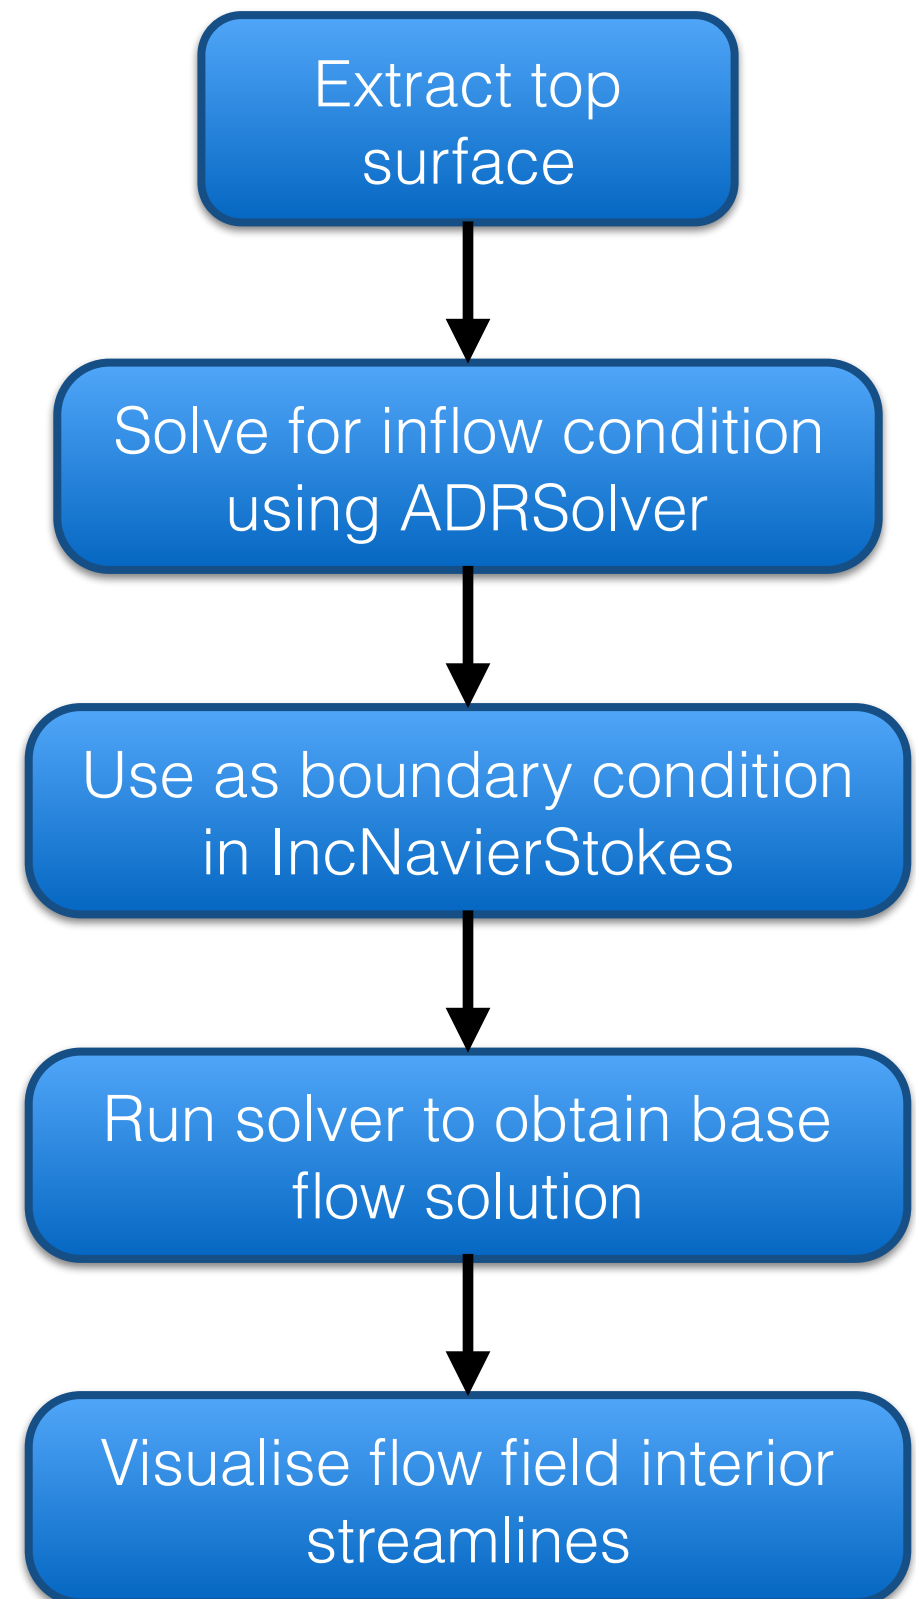 Extract top
surface
Solve for inflow condition
using ADRSolver
Use as boundary condition
in IncNavierStokes
Run solver to obtain base
flow solution
Visualise flow field interior
streamlines